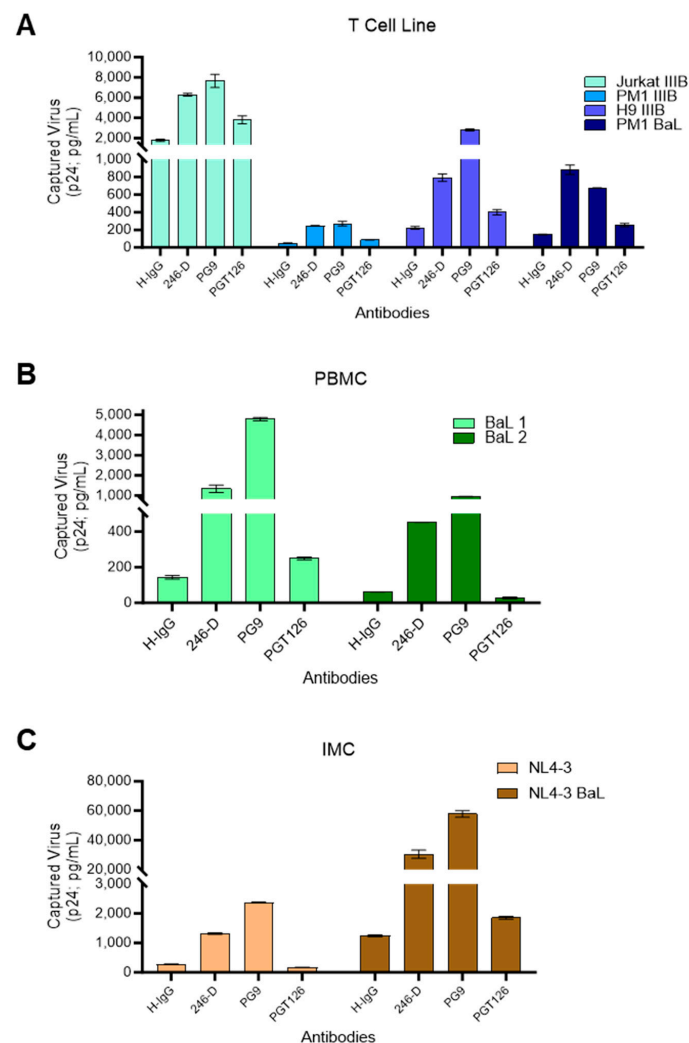 A
T Cell Line
Captured Virus
(p24; pg/mL)
10,000
8,000
6,000
4,000
2,000
1,000
800
600
400
200
0
Jurkat IIIB
PM1 IIIB
H9 IIIB
PM1 BaL
H-IgG 246-D PG9 PGT126 H-IgG 246-D PG9 PGT126 H-IgG 246-D PG9 PGT126 H-IgG 246-D PG9 PGT126
Antibodies
B
PBMC
Captured Virus
(p24; pg/mL)
5,000
4,000
3,000
2,000
1,000
400
200
0
BaL 1
BaL 2
H-IgG 246-D PG9 PGT126 H-IgG 246-D PG9 PGT126
Antibodies
C
IMC
Captured Virus
(p24; pg/mL)
80,000
60,000
40,000
20,000
3,000
2,000
1,000
0
NL4-3
NL4-3 BaL
H-IgG 246-D PG9 PGT126 H-IgG 246-D PG9 PGT126
Antibodies